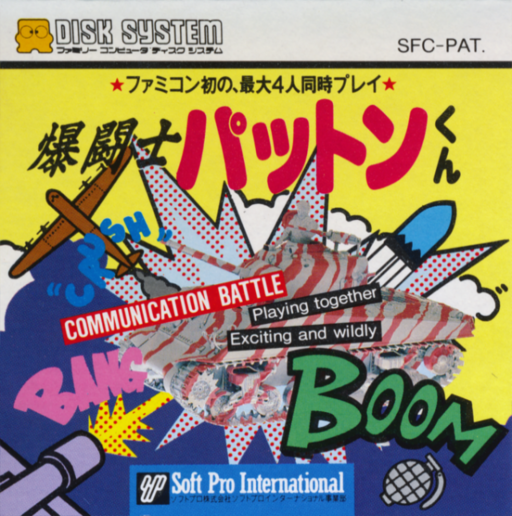 DISK SYSTEM
ファミリー コンピュータ ディスク システム
SFC-PAT.
★ファミコン初の、最大4人同時プレイ★
爆闘士パットンくん
"CRUSH"
COMMUNICATION BATTLE
Playing together
Exciting and wildly
BANG
BOOM
Soft Pro International
ソフトプロ株式会社ソフトプロインターナショナル事業部